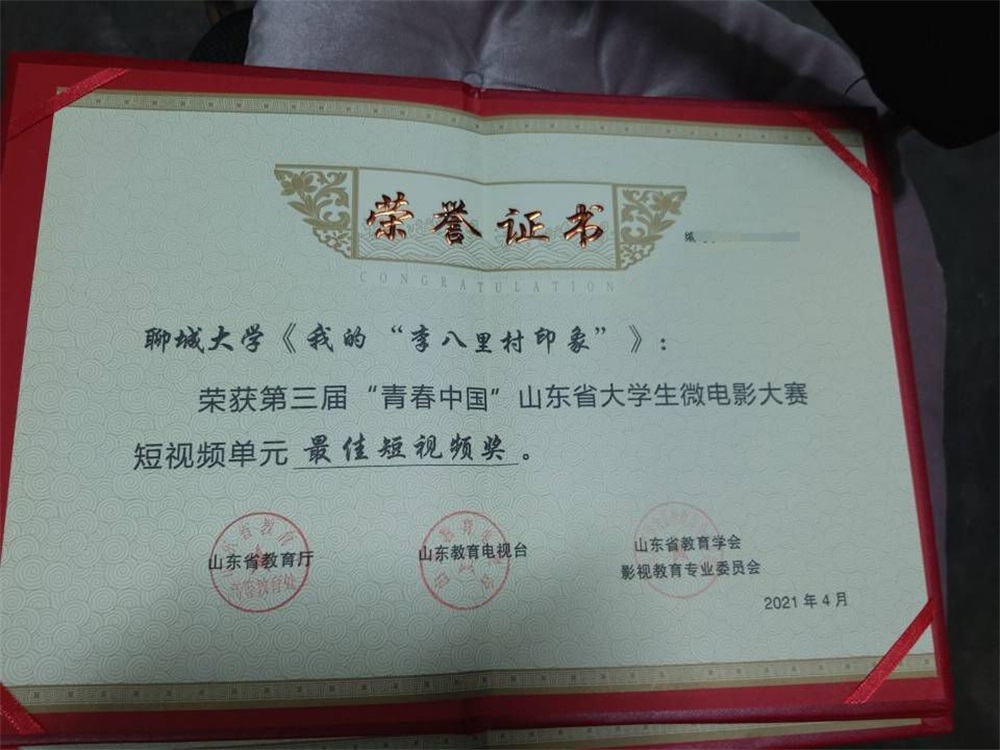 荣誉证书
CONGRATULATION
聊城大学《我的“李八里村印象”》：
荣获第三届“青春中国”山东省大学生微电影大赛
短视频单元 最佳短视频奖 。
山东省教育厅
山东教育电视台
山东省教育学会
影视教育专业委员会
2021年4月